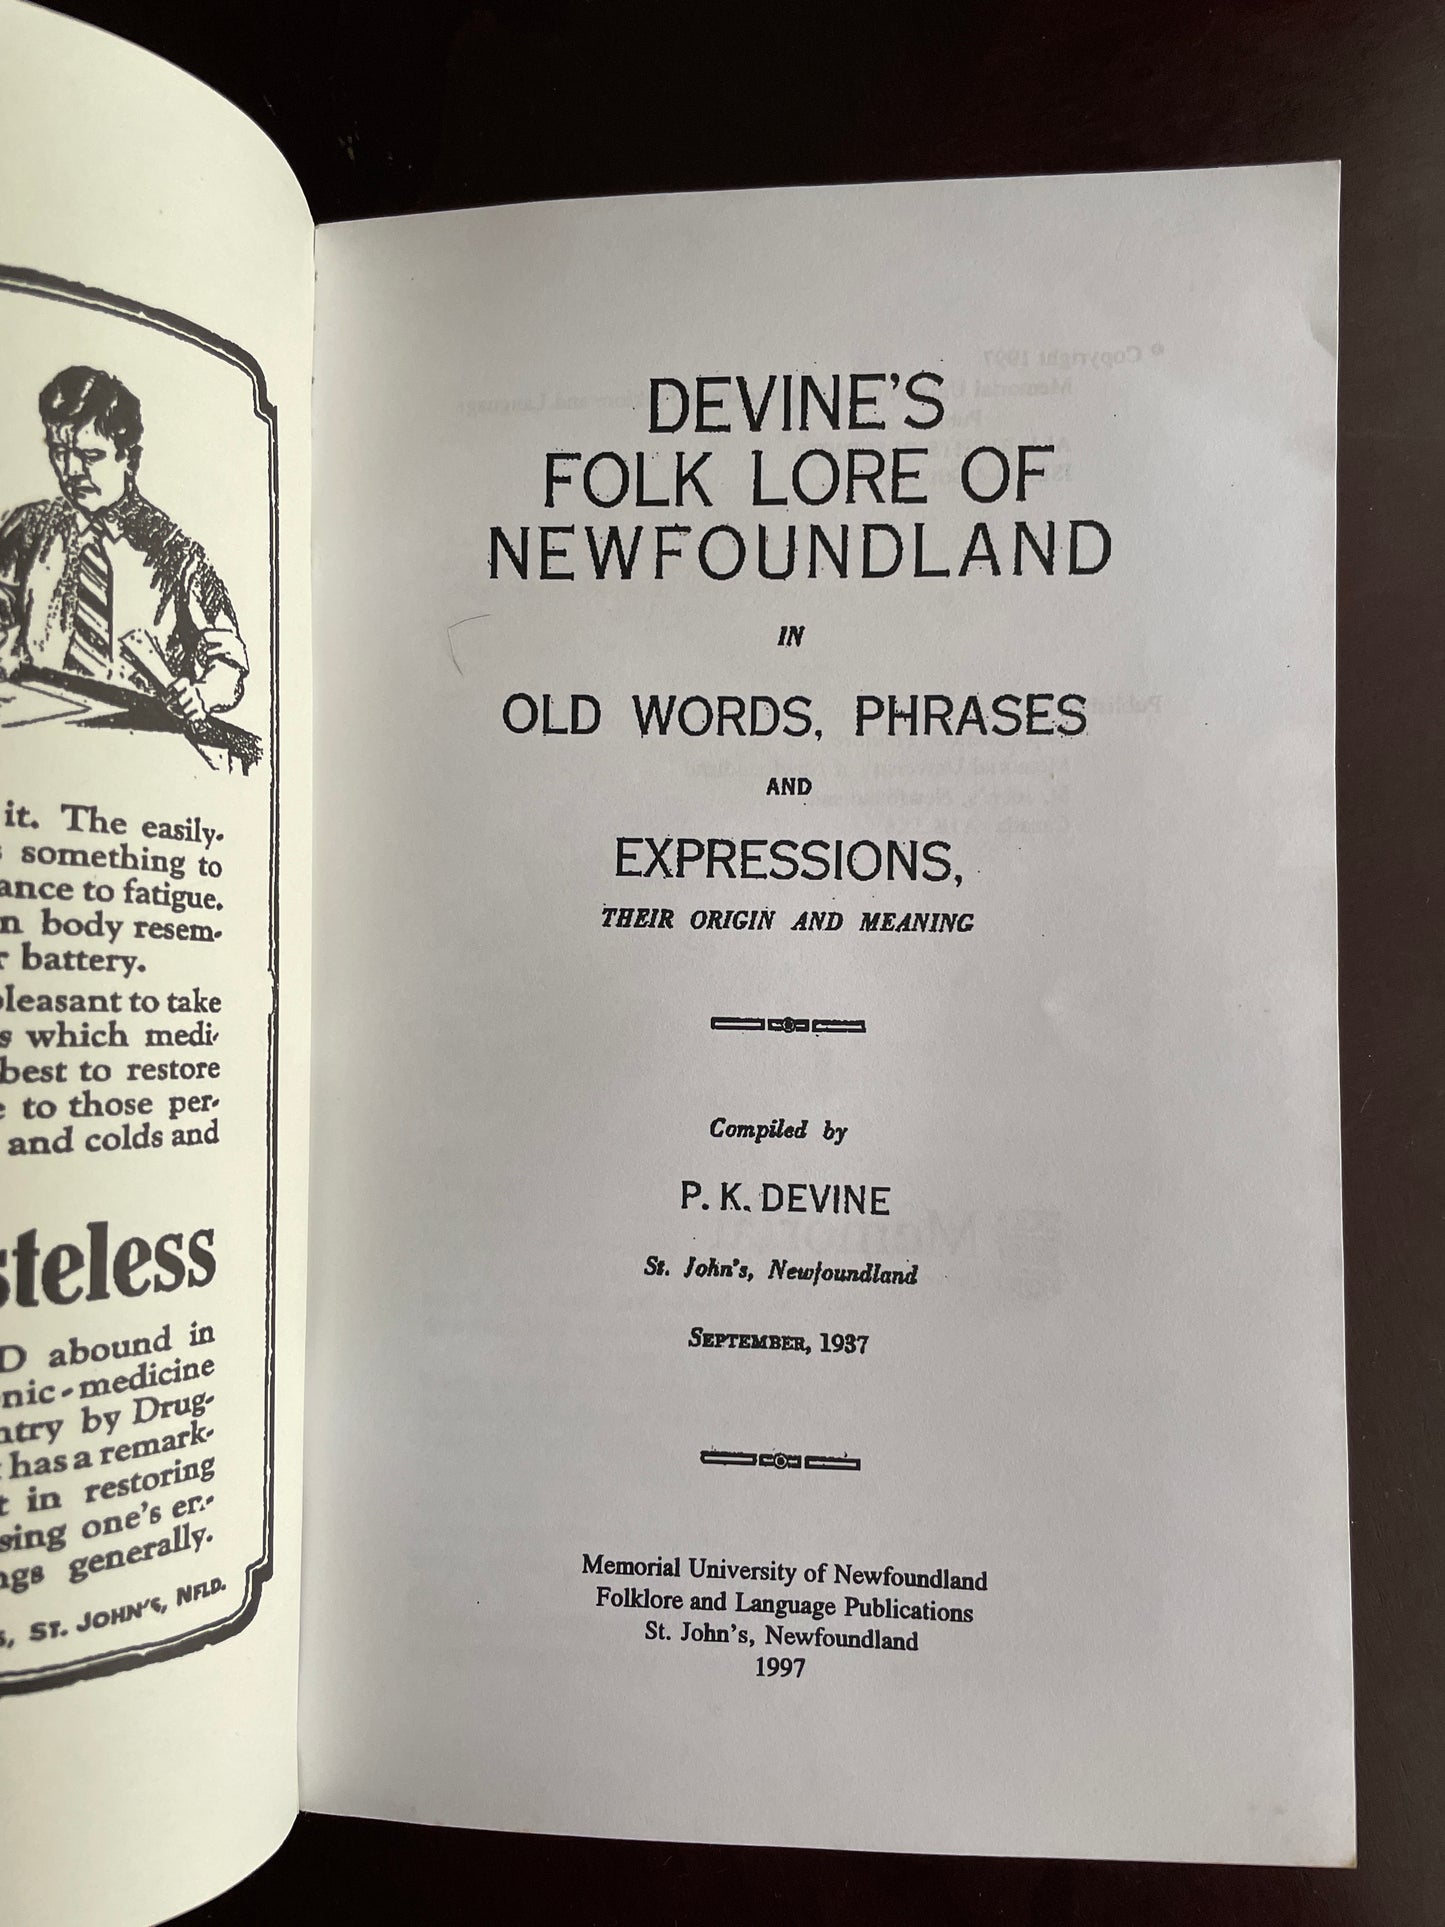 it. The easily-
something to
ance to fatigue.
n body resem-
r battery.
pleasant to take
s which medi-
best to restore
e to those per-
and colds and
steless
D abound in
nic-medicine
ntry by Drug-
has a remark-
t in restoring
sing one's er-
ngs generally.
s, ST. JOHN'S, NFLD.
DEVINE'S
FOLK LORE OF
NEWFOUNDLAND
IN
OLD WORDS, PHRASES
AND
EXPRESSIONS,
THEIR ORIGIN AND MEANING
Compiled by
P. K. DEVINE
St. John's, Newfoundland
SEPTEMBER, 1937
Memorial University of Newfoundland
Folklore and Language Publications
St. John's, Newfoundland
1997